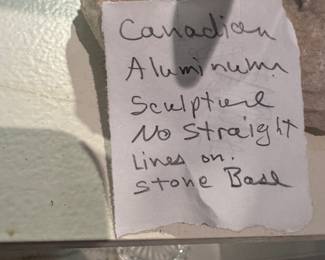 Canadian
Aluminum
Sculpture
No Straight
Lines on.
Stone Base